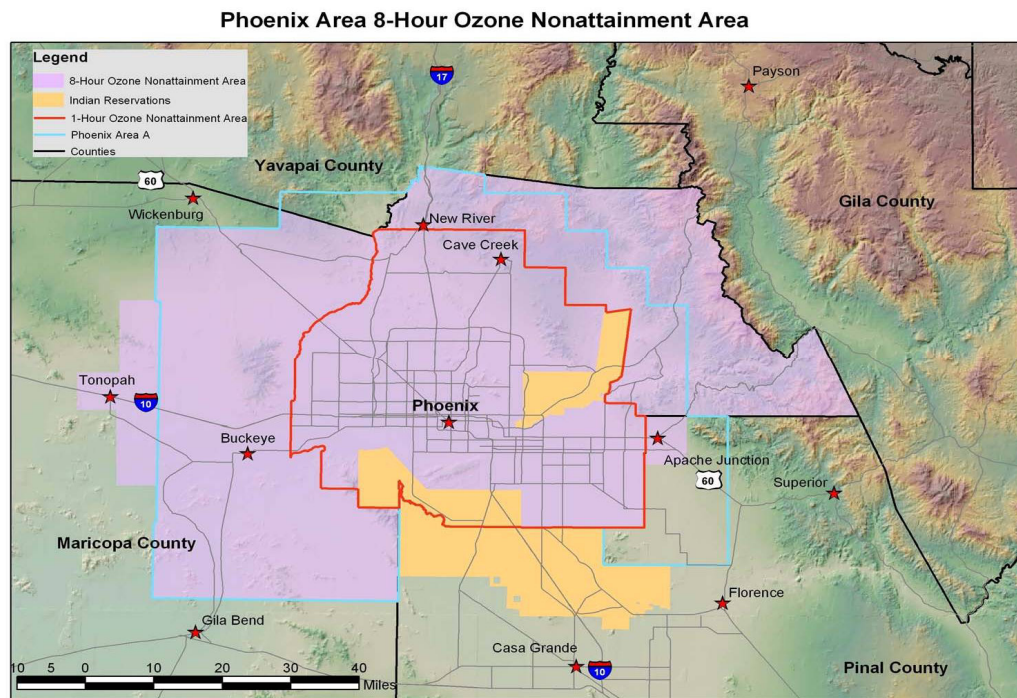 Phoenix Area 8-Hour Ozone Nonattainment Area
Legend
8-Hour Ozone Nonattainment Area
Indian Reservations
1-Hour Ozone Nonattainment Area
Phoenix Area A
Counties
17
Payson
Yavapai County
60
Wickenburg
Gila County
New River
Cave Creek
Tonopah
10
Phoenix
Buckeye
Apache Junction
60
Superior
Maricopa County
Florence
Gila Bend
Casa Grande
10
Pinal County
10 5 0 10 20 30 40
Miles